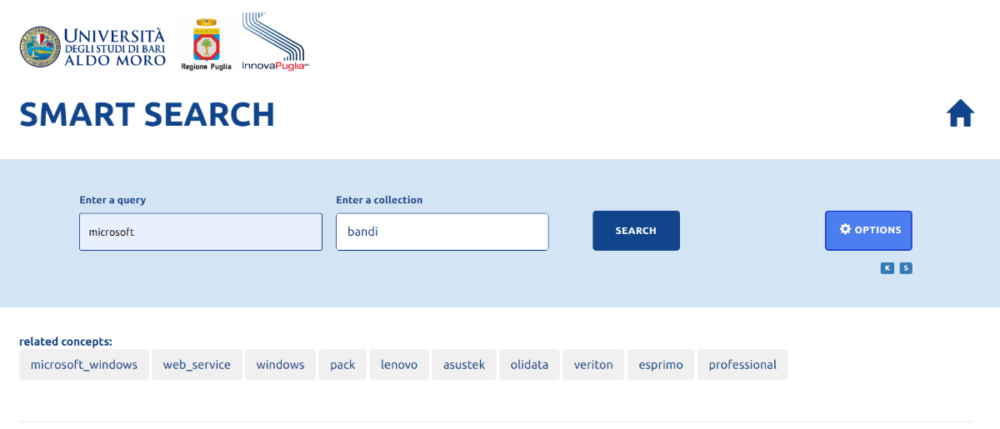 UNIVERSITÀ
DEGLI STUDI DI BARI
ALDO MORO
Regione Puglia
InnovaPuglia
SMART SEARCH
Enter a query
Enter a collection
microsoft
bandi
SEARCH
OPTIONS
K S
related concepts:
microsoft_windows web_service windows pack lenovo asustek olidata veriton esprimo professional